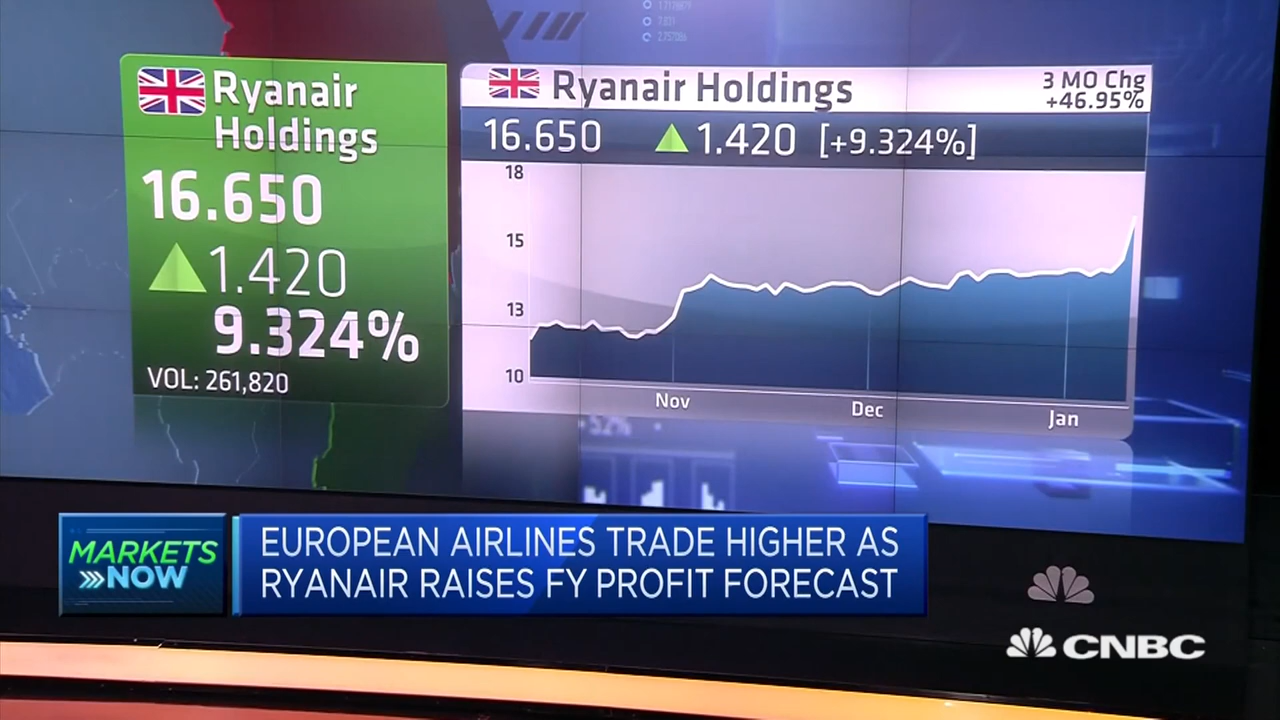 Ryanair
Holdings
16.650
1.420
9.324%
VOL: 261,820
Ryanair Holdings
3 MO Chg
+46.95%
16.650 1.420 [+9.324%]
18
15
13
10
Nov Dec Jan
MARKETS
NOW
EUROPEAN AIRLINES TRADE HIGHER AS
RYANAIR RAISES FY PROFIT FORECAST
CNBC